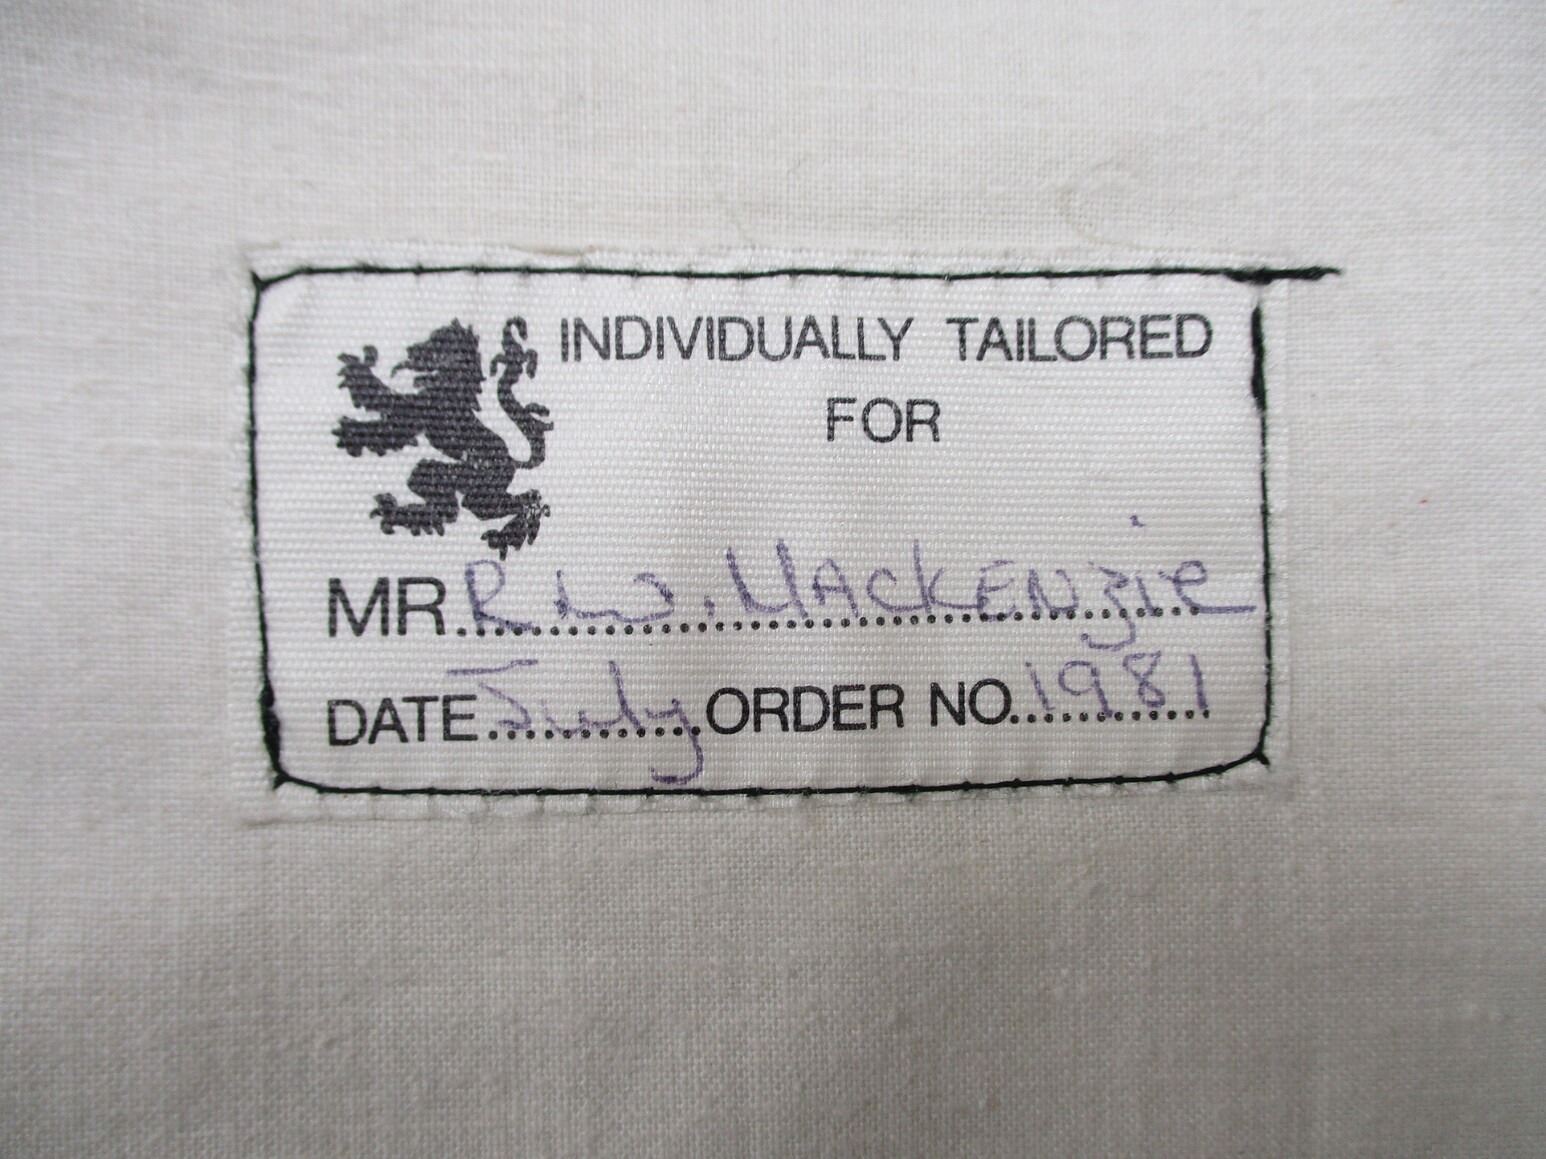 INDIVIDUALLY TAILORED
FOR
MR. R.W. MACKENZIE
DATE July ORDER NO. 1981